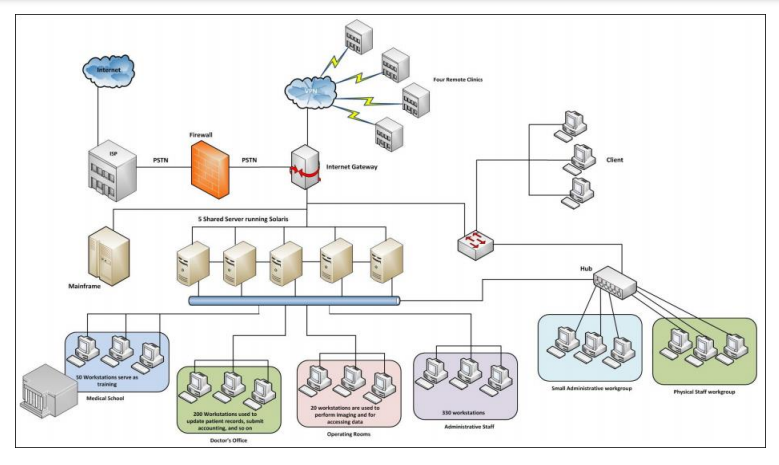 Internet
VPN
Four Remote Clinics
Firewall
ISP
PSTN
PSTN
Internet Gateway
Client
5 Shared Server running Solaris
Mainframe
Hub
50 Workstations serve as
training
Medical School
200 Workstations used to
update patient records, submit
accounting, and so on
Doctor's Office
20 workstations are used to
perform imaging and for
accessing data
Operating Rooms
330 workstations
Administrative Staff
Small Administrative workgroup
Physical Staff workgroup